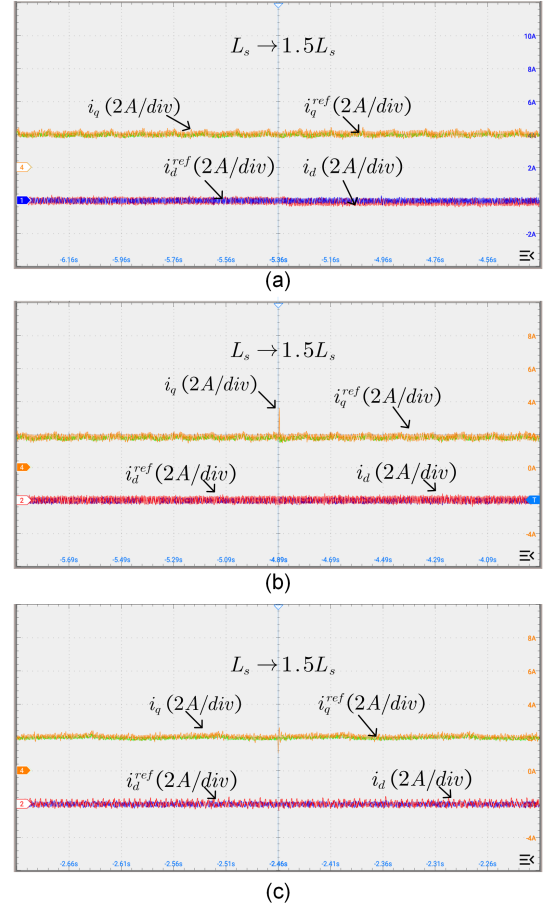 10A
L_s → 1.5L_s
8A
i_q (2A/div) i_q^{ref} (2A/div)
6A
4A
4 2A
i_d^{ref} (2A/div) i_d (2A/div)
1
-2A
-6.16s -5.96s -5.76s -5.56s -5.36s -5.16s -4.96s -4.76s -4.56s
(a)
8A
L_s → 1.5L_s
6A
i_q (2A/div) i_q^{ref} (2A/div)
4A
4 0A
i_d^{ref} (2A/div) i_d (2A/div)
2 T
-4A
-5.69s -5.49s -5.29s -5.09s -4.89s -4.69s -4.49s -4.29s -4.09s
(b)
8A
L_s → 1.5L_s
6A
i_q (2A/div) i_q^{ref} (2A/div)
4A
4 0A
i_d^{ref} (2A/div) i_d (2A/div)
2
-4A
-2.66s -2.61s -2.56s -2.51s -2.46s -2.41s -2.36s -2.31s -2.26s
(c)